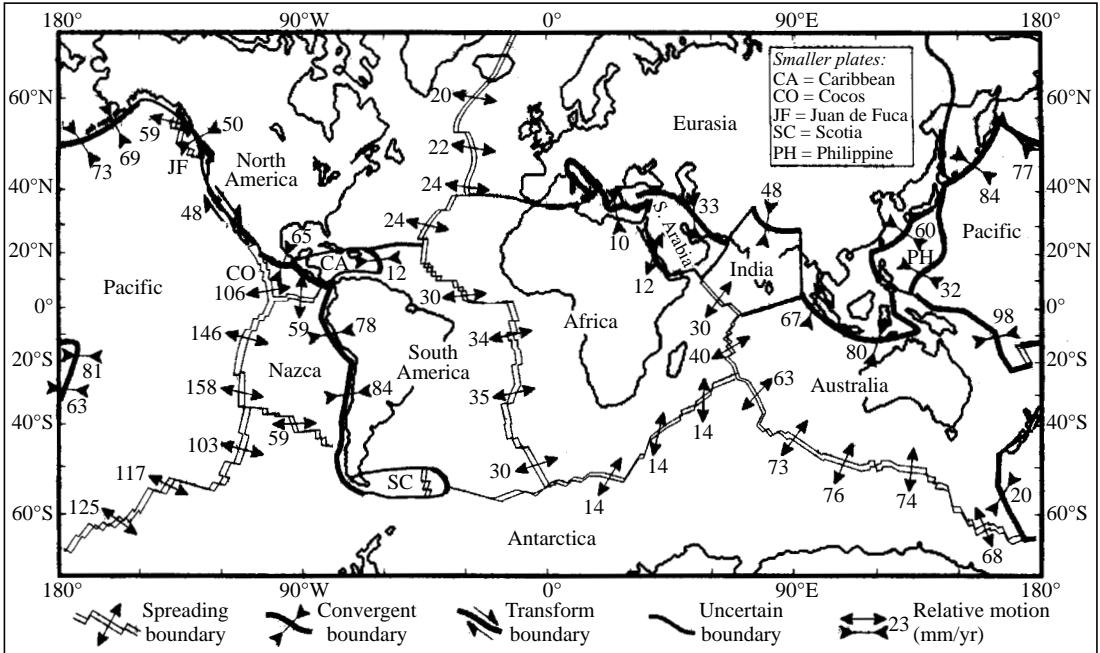 180°
90°W
0°
90°E
180°
Smaller plates:
CA = Caribbean
CO = Cocos
JF = Juan de Fuca
SC = Scotia
PH = Philippine
60°N
20
60°N
59
50
Eurasia
69
22
77
73
JF
North
America
84
40°N
24
48
40°N
33
48
24
10
S. Arabia
60
Pacific
65
20°N
CA
PH
20°N
12
India
CO
12
32
Pacific
106
30
Africa
30
0°
59
78
67
98
0°
146
34
40
80
South
America
20°S
Nazca
20°S
81
158
84
35
63
Australia
63
40°S
59
14
40°S
103
73
117
30
14
76
74
SC
14
20
125
60°S
60°S
Antarctica
68
180°
90°W
0°
90°E
180°
Spreading
boundary
Convergent
boundary
Transform
boundary
Uncertain
boundary
23
Relative motion
(mm/yr)